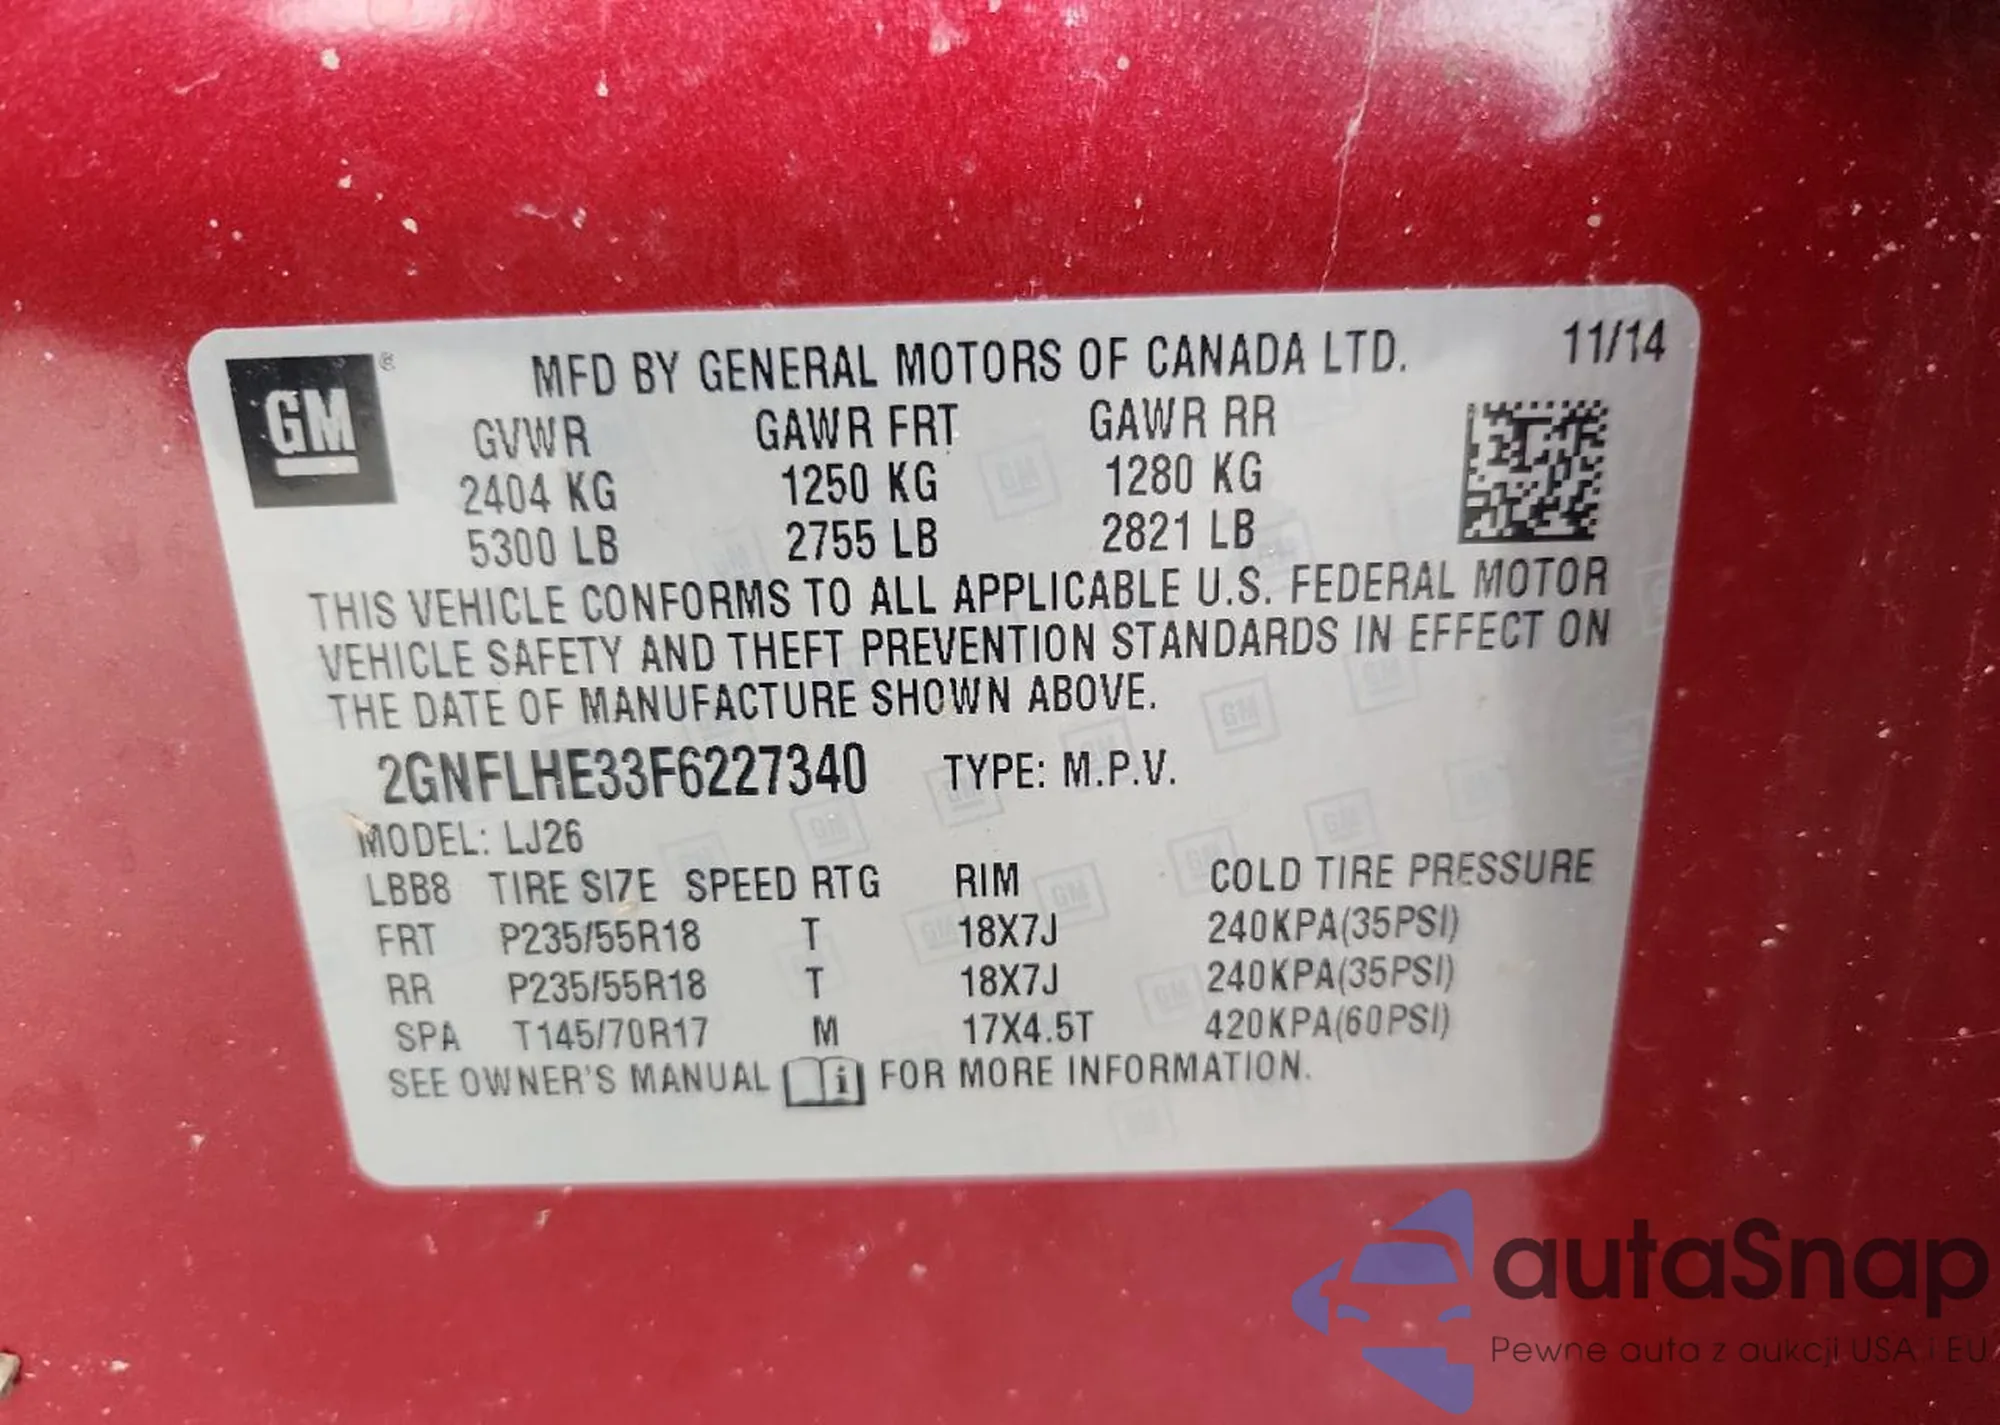 MFD BY GENERAL MOTORS OF CANADA LTD. 11/14
GM ®
GVWR GAWR FRT GAWR RR
2404 KG 1250 KG 1280 KG
5300 LB 2755 LB 2821 LB
THIS VEHICLE CONFORMS TO ALL APPLICABLE U.S. FEDERAL MOTOR
VEHICLE SAFETY AND THEFT PREVENTION STANDARDS IN EFFECT ON
THE DATE OF MANUFACTURE SHOWN ABOVE.
2GNFLHE33F6227340 TYPE: M.P.V.
MODEL: LJ26
LBB8 TIRE SIZE SPEED RTG RIM COLD TIRE PRESSURE
FRT P235/55R18 T 18X7J 240KPA(35PSI)
RR P235/55R18 T 18X7J 240KPA(35PSI)
SPA T145/70R17 M 17X4.5T 420KPA(60PSI)
SEE OWNER'S MANUAL i FOR MORE INFORMATION.
autaSnap
Pewne auta z aukcji USA i EU